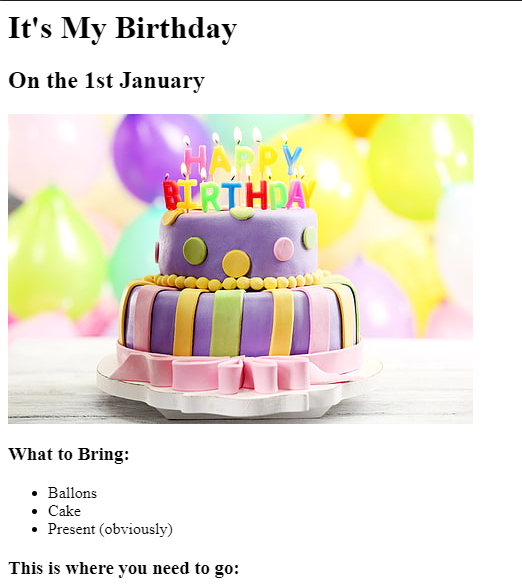 It's My Birthday
On the 1st January
HAPPY
BIRTHDAY
What to Bring:
Ballons
Cake
Present (obviously)
This is where you need to go: